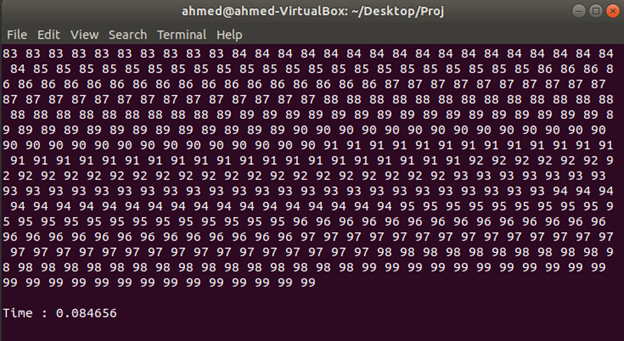 ahmed@ahmed-VirtualBox: ~/Desktop/Proj
File Edit View Search Terminal Help
83 83 83 83 83 83 83 83 83 83 84 84 84 84 84 84 84 84 84 84 84 84 84 84 84 84 84
84 85 85 85 85 85 85 85 85 85 85 85 85 85 85 85 85 85 85 85 85 85 85 86 86 86 8
6 86 86 86 86 86 86 86 86 86 86 86 86 86 86 86 86 87 87 87 87 87 87 87 87 87 87
87 87 87 87 87 87 87 87 87 87 87 87 87 87 88 88 88 88 88 88 88 88 88 88 88 88 88
88 88 88 88 88 88 88 88 88 89 89 89 89 89 89 89 89 89 89 89 89 89 89 89 89 89 8
9 89 89 89 89 89 89 89 89 89 89 89 89 90 90 90 90 90 90 90 90 90 90 90 90 90 90
90 90 90 90 90 90 90 90 90 90 90 90 90 90 91 91 91 91 91 91 91 91 91 91 91 91 91
91 91 91 91 91 91 91 91 91 91 91 91 91 91 91 91 91 91 91 91 92 92 92 92 92 92 9
2 92 92 92 92 92 92 92 92 92 92 92 92 92 92 92 92 92 92 92 93 93 93 93 93 93 93
93 93 93 93 93 93 93 93 93 93 93 93 93 93 93 93 93 93 93 93 93 93 93 93 94 94 94
94 94 94 94 94 94 94 94 94 94 94 94 94 94 94 94 94 95 95 95 95 95 95 95 95 95 9
5 95 95 95 95 95 95 95 95 95 95 95 95 96 96 96 96 96 96 96 96 96 96 96 96 96 96
96 96 96 96 96 96 96 96 96 96 96 96 96 96 97 97 97 97 97 97 97 97 97 97 97 97 97
97 97 97 97 97 97 97 97 97 97 97 97 97 97 97 97 98 98 98 98 98 98 98 98 98 98 9
8 98 98 98 98 98 98 98 98 98 98 98 98 98 98 98 99 99 99 99 99 99 99 99 99 99 99
99 99 99 99 99 99 99 99 99 99 99 99 99 99
Time : 0.084656